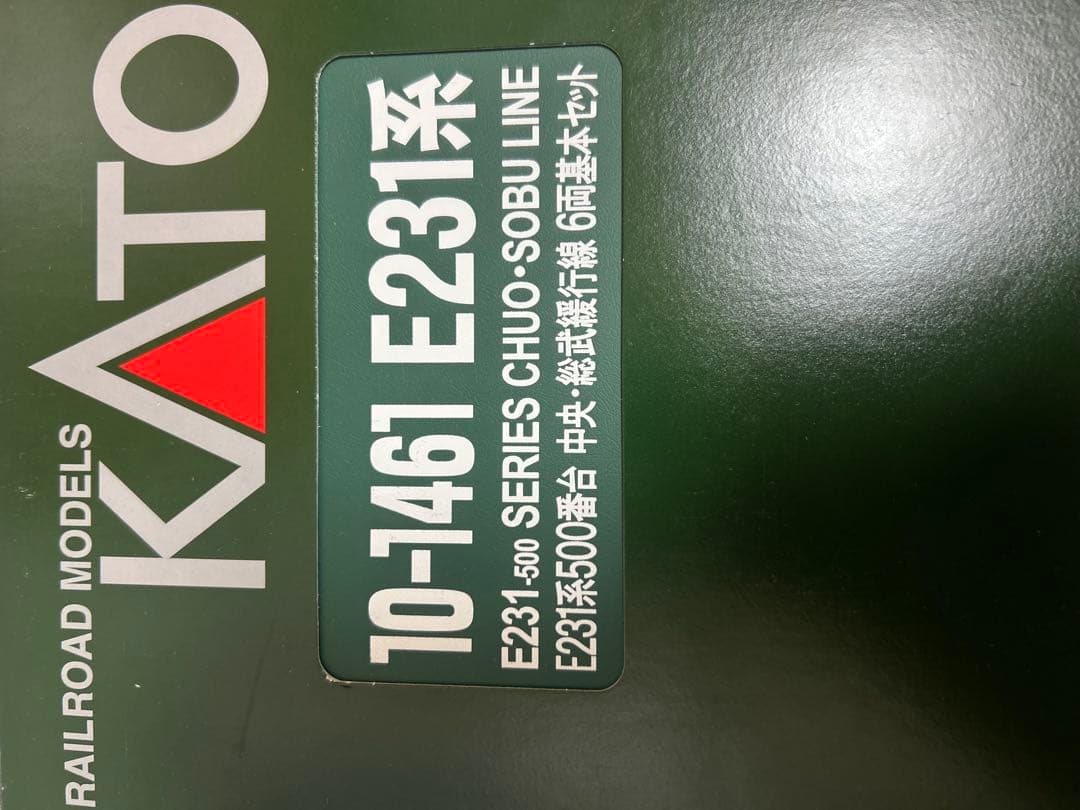 RAILROAD MODELS
KATO
10-1461 E231系
E231-500 SERIES CHUO・SOBU LINE
E231系500番台 中央・総武緩行線 6両基本セット